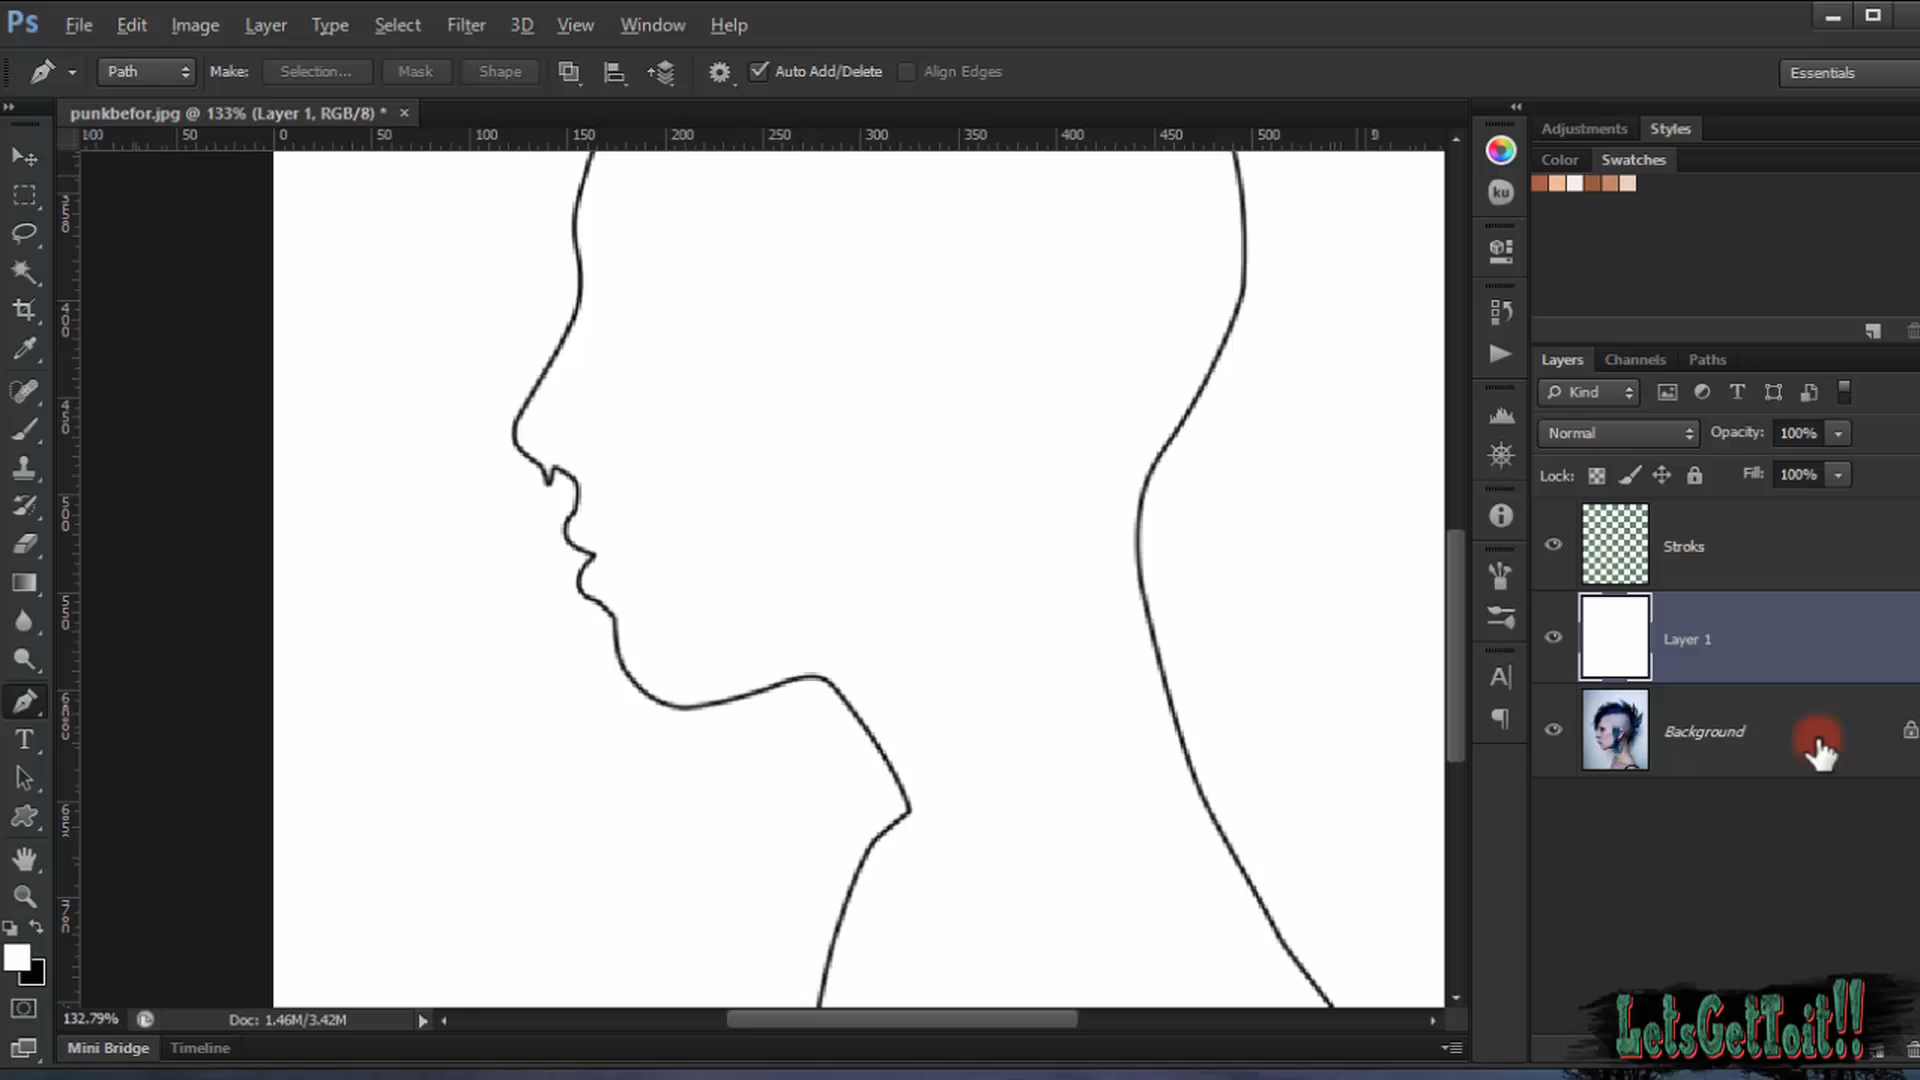 Ps File Edit Image Layer Type Select Filter 3D View Window Help
Path Make: Selection... Mask Shape Auto Add/Delete Align Edges Essentials
punkbefor.jpg @ 133% (Layer 1, RGB/8) * ×
100 50 0 50 100 150 200 250 300 350 400 450 500
Adjustments Styles
Color Swatches
ku
Layers Channels Paths
Kind
Normal Opacity: 100%
Lock: Fill: 100%
Stroks
Layer 1
Background
132.79% Doc: 1.46M/3.42M
Mini Bridge Timeline
LetsGetToit!!